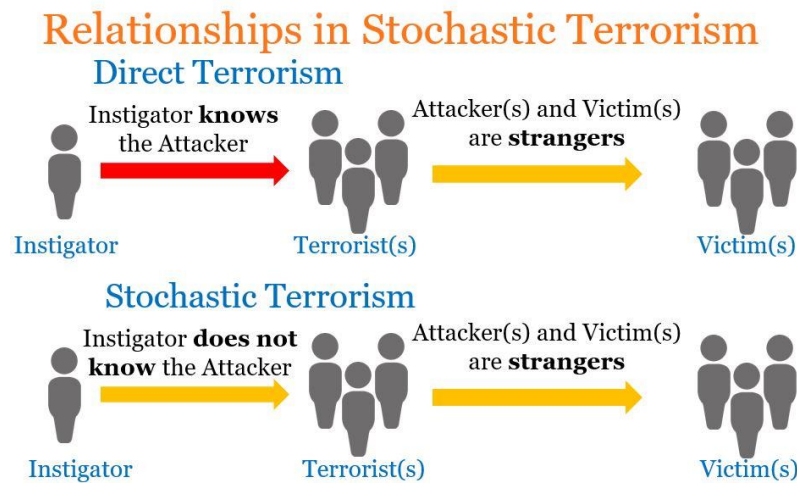 Relationships in Stochastic Terrorism
Direct Terrorism
Instigator knows
the Attacker
Attacker(s) and Victim(s)
are strangers
Instigator
Terrorist(s)
Victim(s)
Stochastic Terrorism
Instigator does not
know the Attacker
Attacker(s) and Victim(s)
are strangers
Instigator
Terrorist(s)
Victim(s)